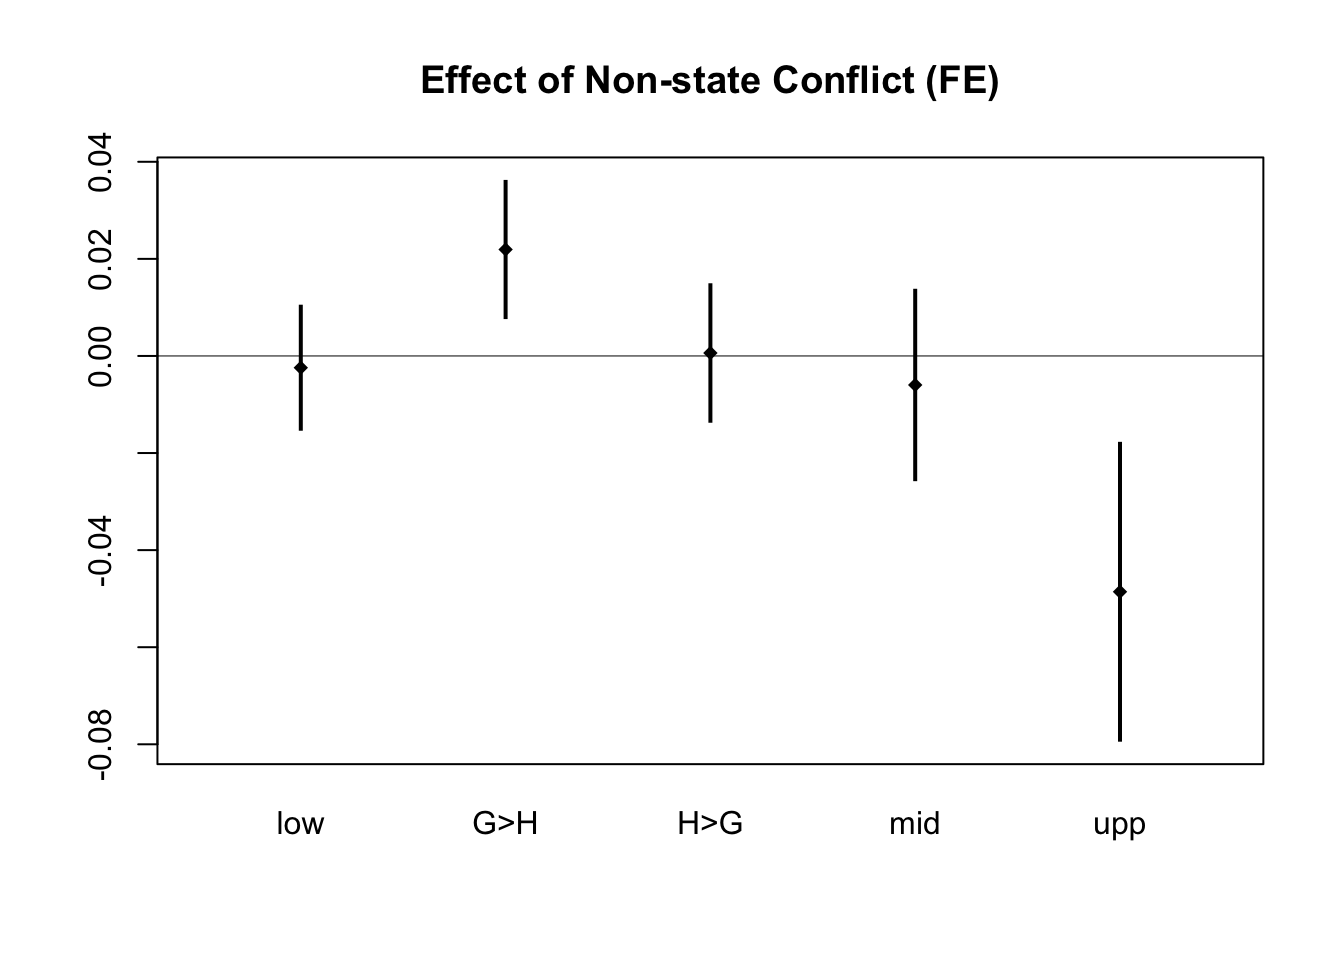 Effect of Non-state Conflict (FE)
0.04
0.02
0.00
-0.04
-0.08
low G>H H>G mid upp